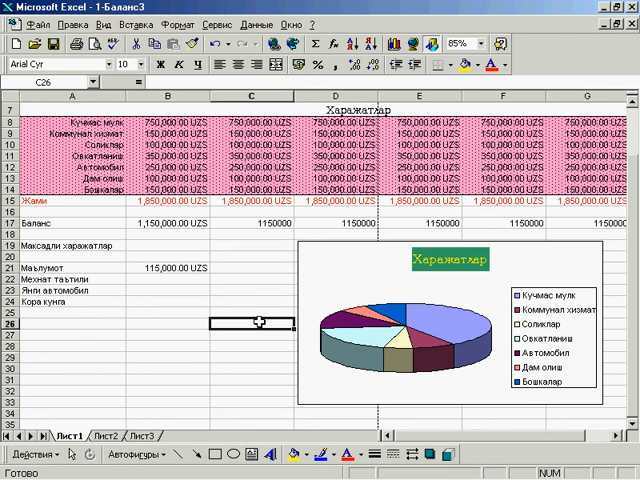 Microsoft Excel - 1-Баланс3
Файл Правка Вид Вставка Формат Сервис Данные Окно ?
85%
Arial Cyr 10 Ж К Ч
C26 =
A B C D E F G
7 Харажатлар
8 Кучмас мулк 750,000.00 UZS 750,000.00 UZS 750,000.00 UZS 750,000.00 UZS 750,000.00 UZS 750,000.00 UZS
9 Коммунал хизмат 150,000.00 UZS 150,000.00 UZS 150,000.00 UZS 150,000.00 UZS 150,000.00 UZS 150,000.00 UZS
10 Соликлар 100,000.00 UZS 100,000.00 UZS 100,000.00 UZS 100,000.00 UZS 100,000.00 UZS 100,000.00 UZS
11 Овкатланиш 350,000.00 UZS 350,000.00 UZS 350,000.00 UZS 350,000.00 UZS 350,000.00 UZS 350,000.00 UZS
12 Автомобил 250,000.00 UZS 250,000.00 UZS 250,000.00 UZS 250,000.00 UZS 250,000.00 UZS 250,000.00 UZS
13 Дам олиш 100,000.00 UZS 100,000.00 UZS 100,000.00 UZS 100,000.00 UZS 100,000.00 UZS 100,000.00 UZS
14 Бошкалар 150,000.00 UZS 150,000.00 UZS 150,000.00 UZS 150,000.00 UZS 150,000.00 UZS 150,000.00 UZS
15 Жами 1,850,000.00 UZS 1,850,000.00 UZS 1,850,000.00 UZS 1,850,000.00 UZS 1,850,000.00 UZS 1,850,000.00 UZS
16
17 Баланс 1,150,000.00 UZS 1150000 1150000 1150000 1150000 1150000
18
19 Максадли харажатлар
20
21 Маълумот 115,000.00 UZS
22 Мехнат таътили
23 Янги автомобил
24 Кора кунга
25
26
27
28
29
30
31
32
33
34
35
Харажатлар
Кучмас мулк
Коммунал хизмат
Соликлар
Овкатланиш
Автомобил
Дам олиш
Бошкалар
Лист1 Лист2 Лист3
Действия Автофигуры
Готово NUM